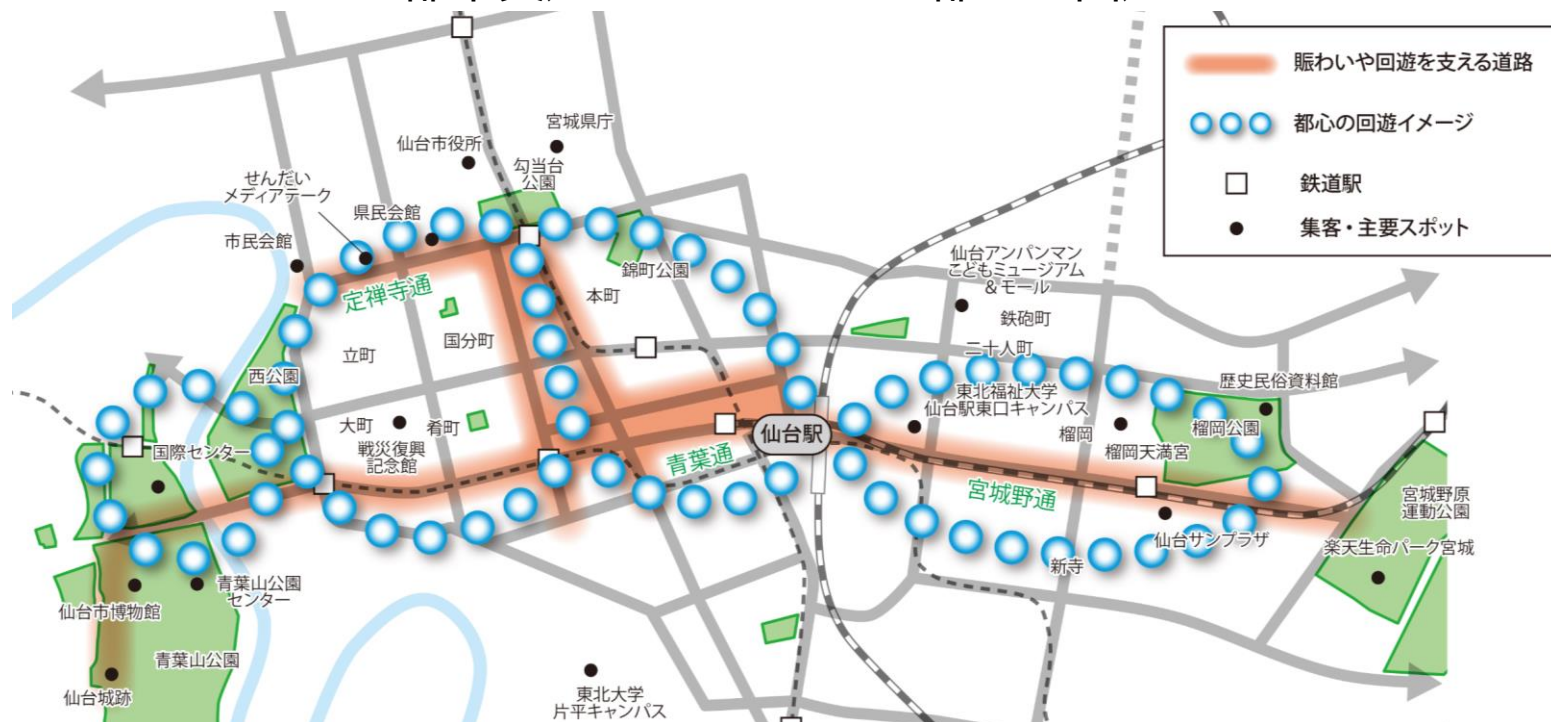 賑わいや回遊を支える道路
都心の回遊イメージ
鉄道駅
集客・主要スポット
宮城県庁
仙台市役所
勾当台
公園
せんだい
メディアテーク
県民会館
市民会館
定禅寺通
錦町公園
本町
国分町
立町
西公園
仙台アンパンマン
こどもミュージアム
&モール
鉄砲町
二十人町
東北福祉大学
仙台駅東口キャンパス
歴史民俗資料館
榴岡
榴岡天満宮
榴岡公園
大町
戦災復興
記念館
肴町
仙台駅
青葉通
国際センター
宮城野通
宮城野原
運動公園
仙台サンプラザ
楽天生命パーク宮城
新寺
仙台市博物館
青葉山公園
センター
青葉山公園
仙台城跡
東北大学
片平キャンパス